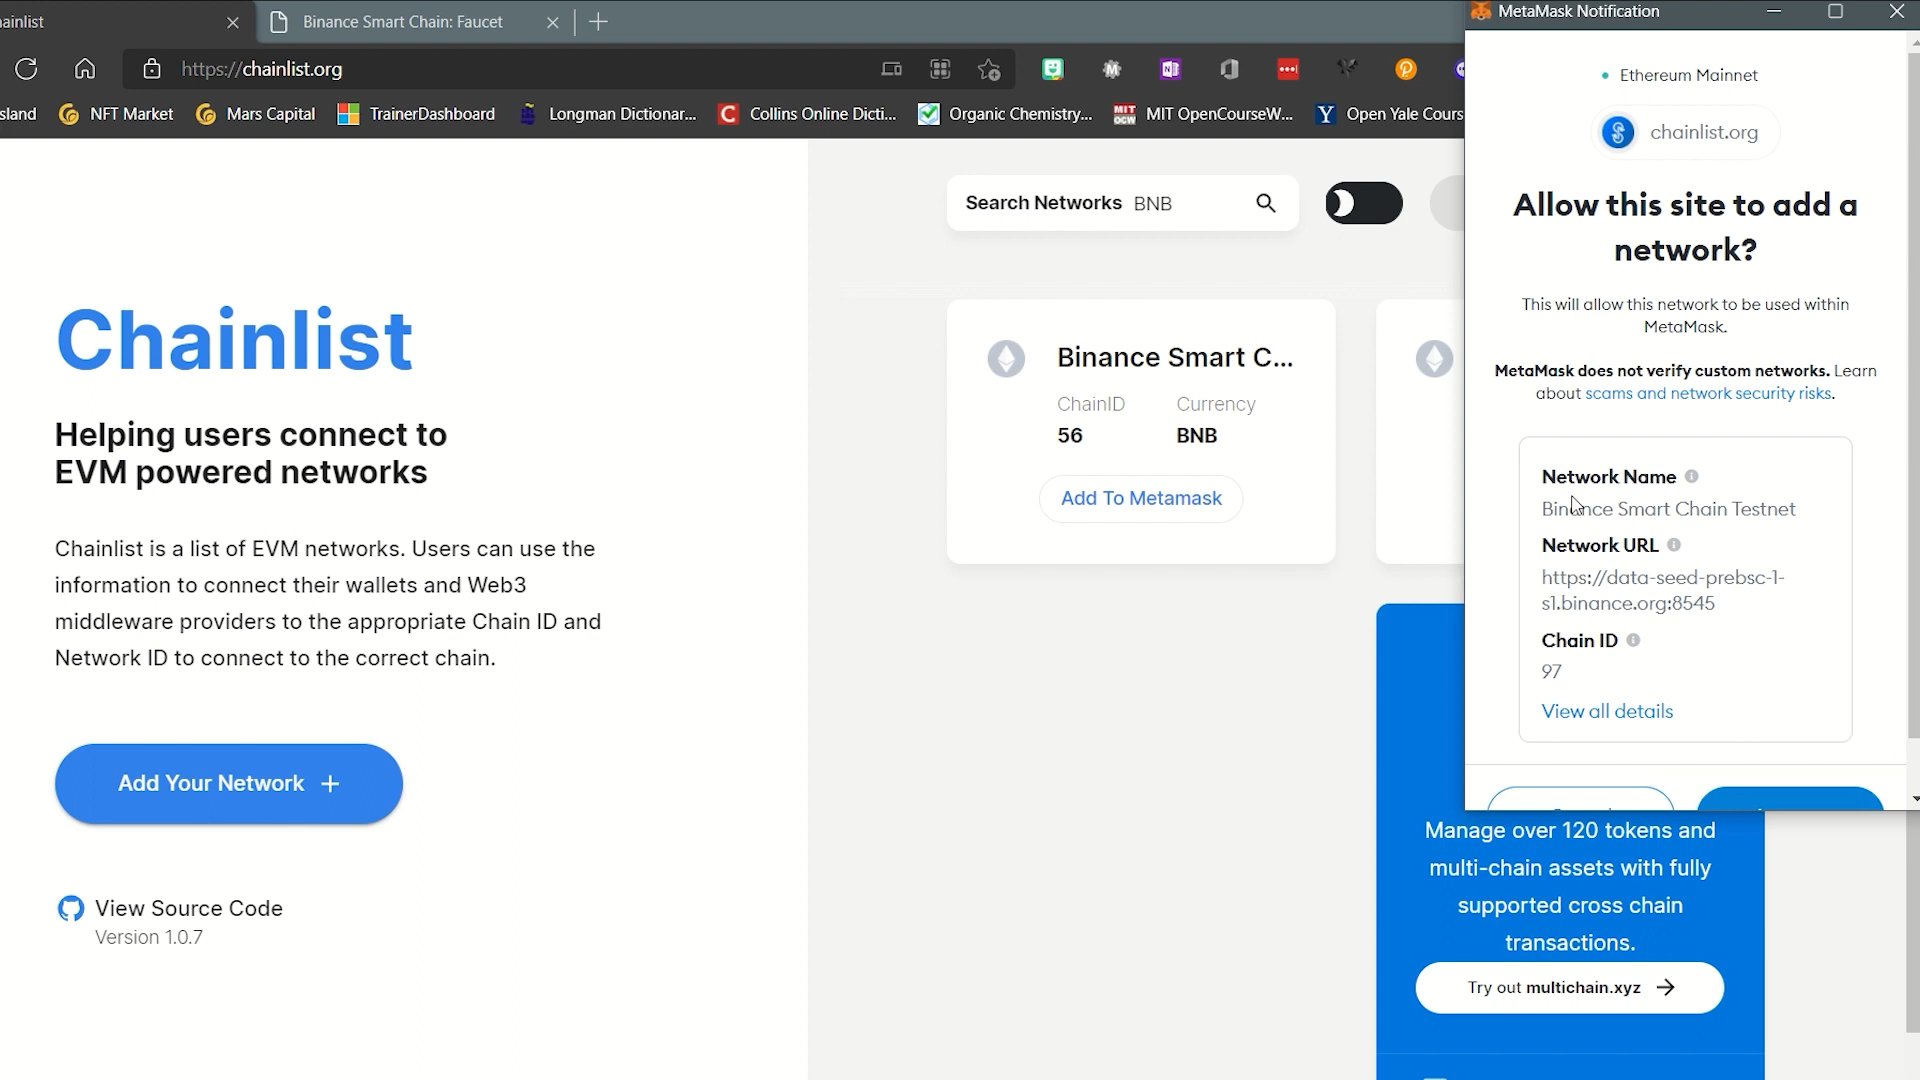 ainlist
Binance Smart Chain: Faucet
https://chainlist.org
sland
NFT Market
Mars Capital
TrainerDashboard
Longman Dictionar...
Collins Online Dicti...
Organic Chemistry,...
MIT OpenCourseW...
Open Yale Cours
Search Networks BNB
Chainlist
Helping users connect to
EVM powered networks
Chainlist is a list of EVM networks. Users can use the
information to connect their wallets and Web3
middleware providers to the appropriate Chain ID and
Network ID to connect to the correct chain.
Add Your Network +
View Source Code
Version 1.0.7
Binance Smart C...
ChainID Currency
56 BNB
Add To Metamask
Manage over 120 tokens and
multi-chain assets with fully
supported cross chain
transactions.
Try out multichain.xyz →
MetaMask Notification
Ethereum Mainnet
chainlist.org
Allow this site to add a
network?
This will allow this network to be used within
MetaMask.
MetaMask does not verify custom networks. Learn
about scams and network security risks.
Network Name
Binance Smart Chain Testnet
Network URL
https://data-seed-prebsc-1-
s1.binance.org:8545
Chain ID
97
View all details